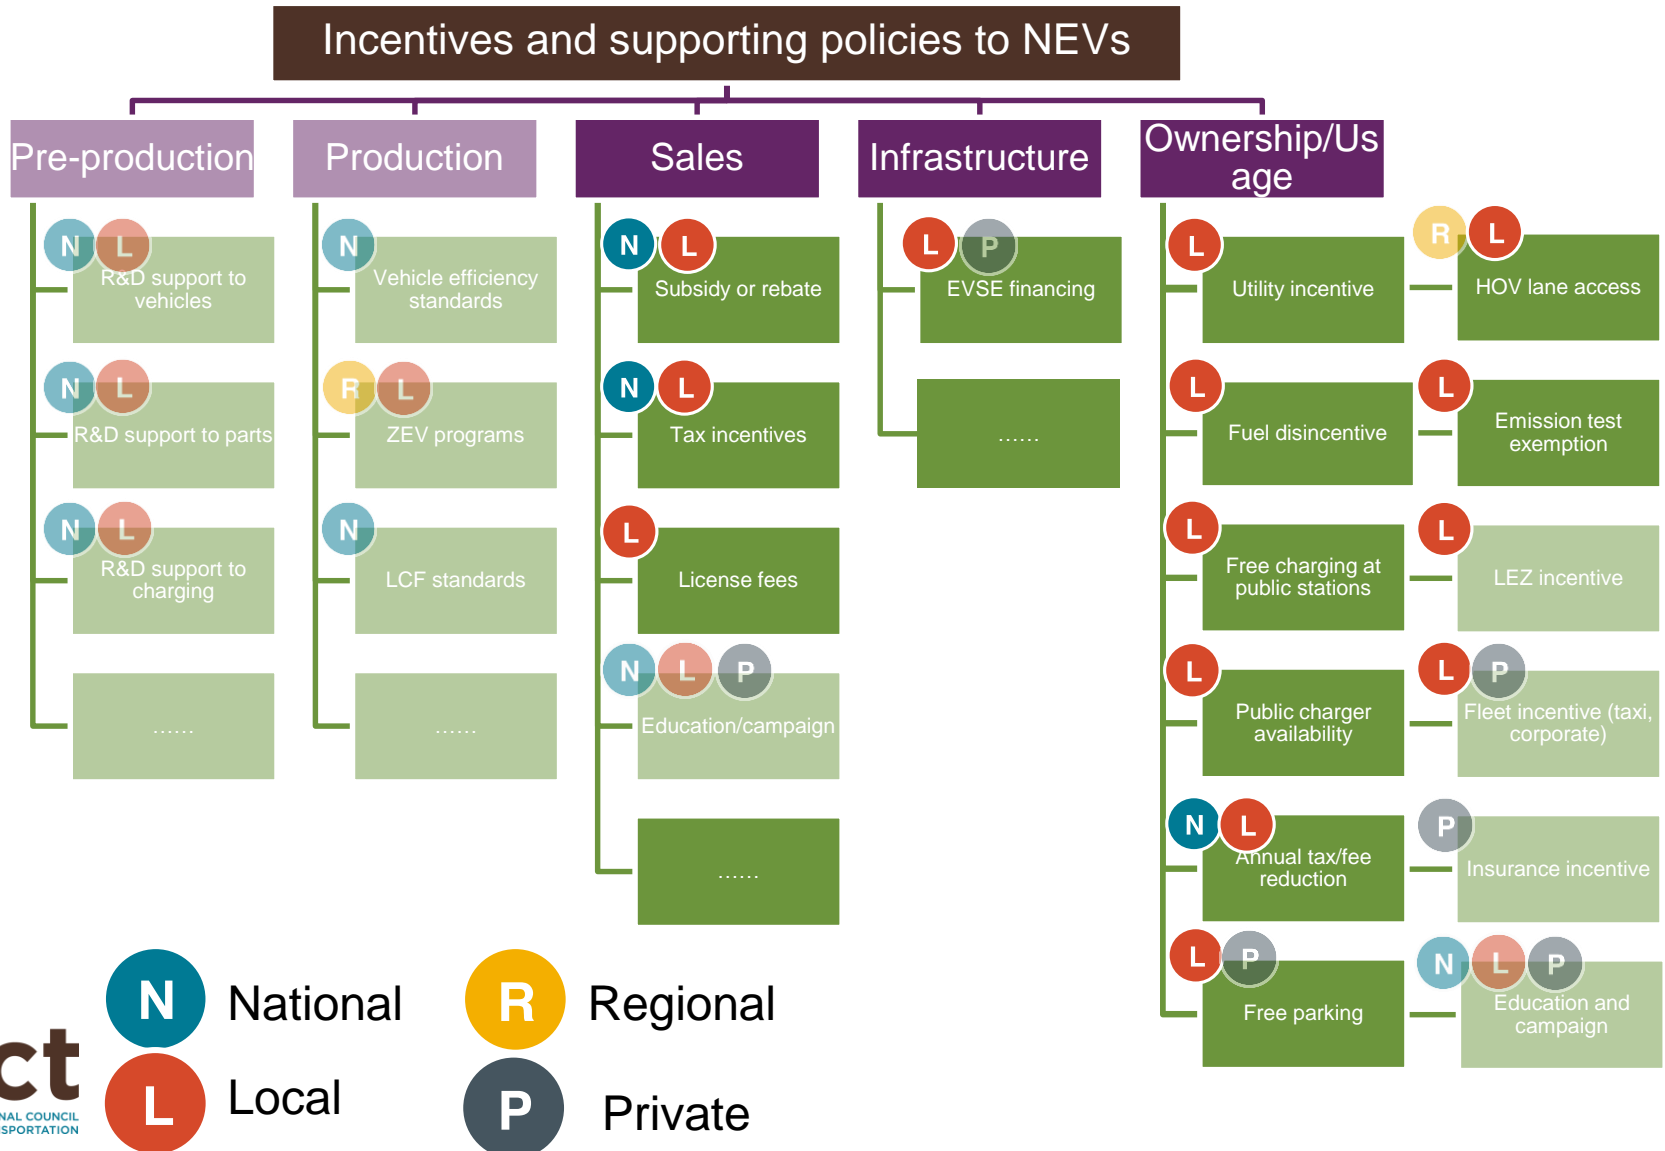 Incentives and supporting policies to NEVs
Pre-production
Production
Sales
Infrastructure
Ownership/Us
age
N
L
R&D support to
vehicles
N
L
R&D support to parts
N
L
R&D support to
charging
......
N
Vehicle efficiency
standards
R
L
ZEV programs
N
LCF standards
......
N
L
Subsidy or rebate
N
L
Tax incentives
L
License fees
N
L
P
Education/campaign
......
L
P
EVSE financing
......
L
Utility incentive
R
L
HOV lane access
L
Fuel disincentive
L
Emission test
exemption
L
Free charging at
public stations
L
LEZ incentive
L
Public charger
availability
L
P
Fleet incentive (taxi,
corporate)
N
L
Annual tax/fee
reduction
P
Insurance incentive
L
P
Free parking
N
L
P
Education and
campaign
N
National
R
Regional
L
Local
P
Private
ct
NAL COUNCIL
SPORTATION